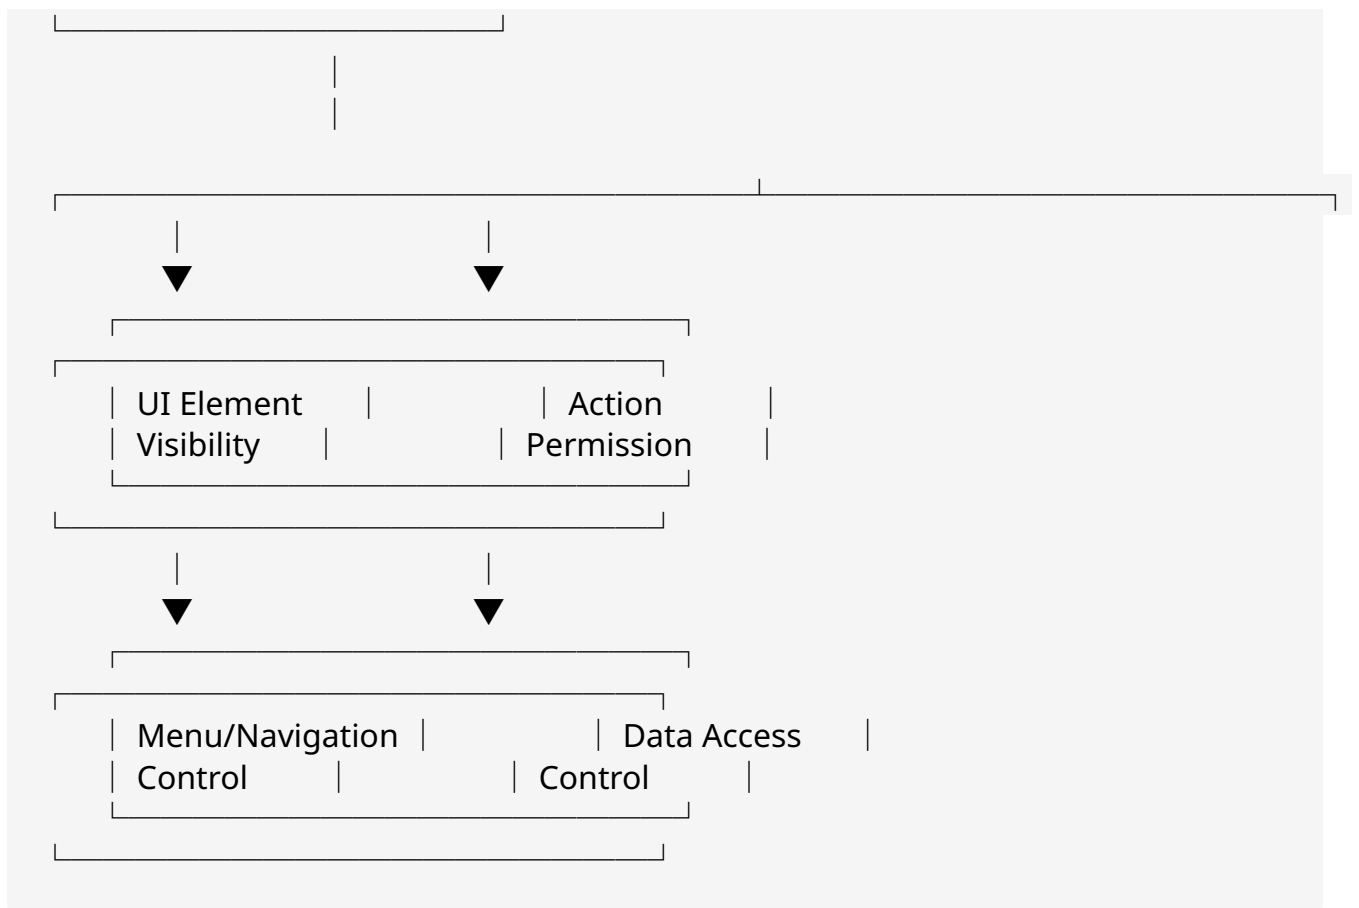 UI Element Action
Visibility Permission
Menu/Navigation Data Access
Control Control